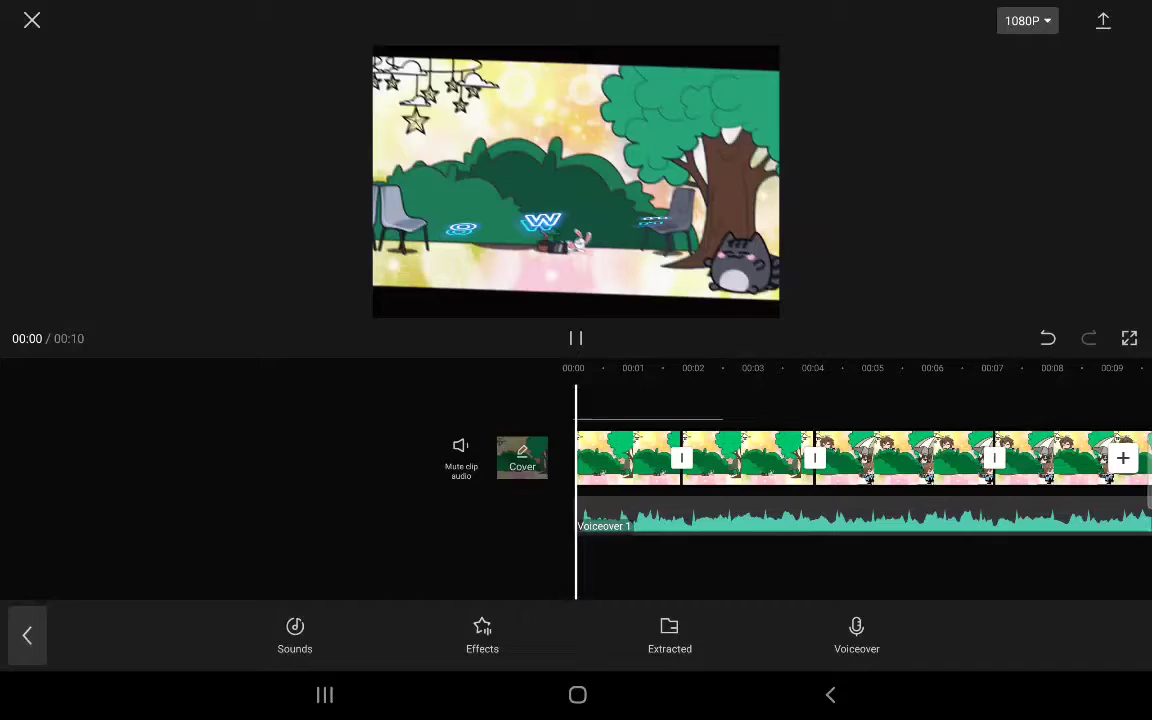 1080P
W
00:00 / 00:10
00:00 00:01 00:02 00:03 00:04 00:05 00:06 00:07 00:08 00:09
Mute clip
audio
Cover
Voiceover 1
Sounds Effects Extracted Voiceover